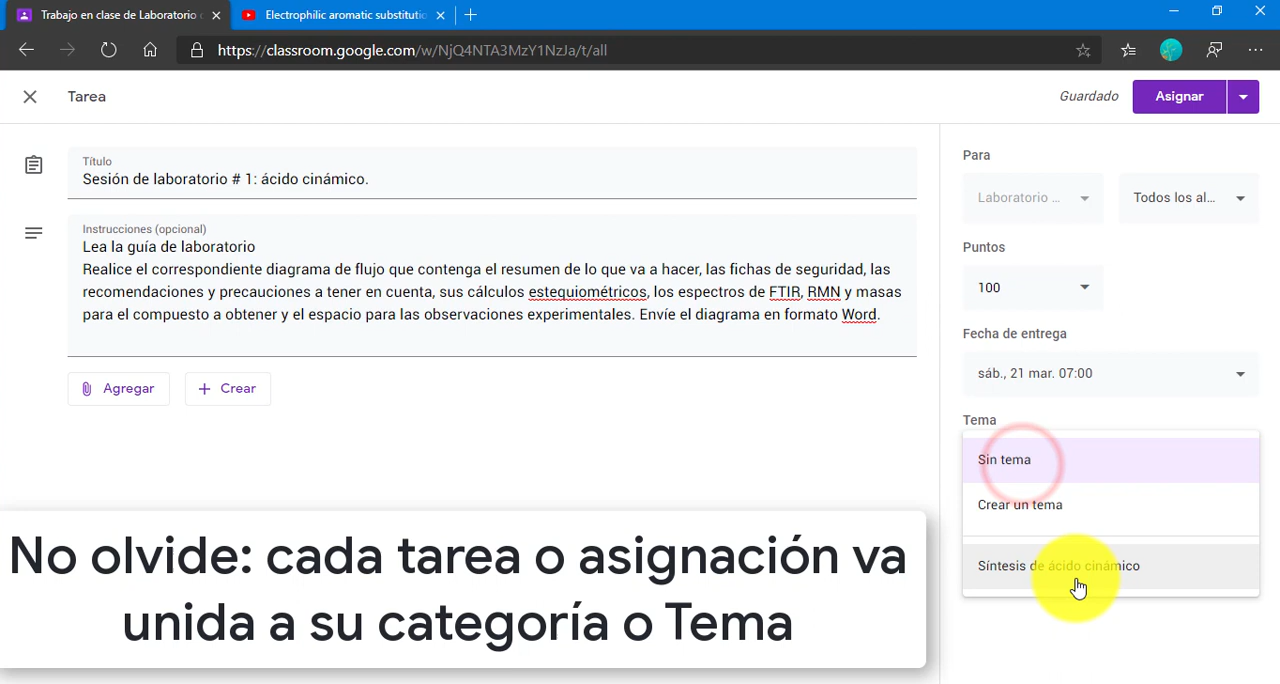 Trabajo en clase de Laboratorio
Electrophilic aromatic substitutio
https://classroom.google.com/w/NjQ4NTA3MzY1NzJa/t/all
Tarea
Guardado
Asignar
Título
Sesión de laboratorio # 1: ácido cinámico.
Instrucciones (opcional)
Lea la guía de laboratorio
Realice el correspondiente diagrama de flujo que contenga el resumen de lo que va a hacer, las fichas de seguridad, las
recomendaciones y precauciones a tener en cuenta, sus cálculos estequiométricos, los espectros de FTIR, RMN y masas
para el compuesto a obtener y el espacio para las observaciones experimentales. Envíe el diagrama en formato Word.
Agregar
Crear
Para
Laboratorio ...
Todos los al...
Puntos
100
Fecha de entrega
sáb., 21 mar. 07:00
Tema
Sin tema
Crear un tema
Síntesis de ácido cinámico
No olvide: cada tarea o asignación va
unida a su categoría o Tema